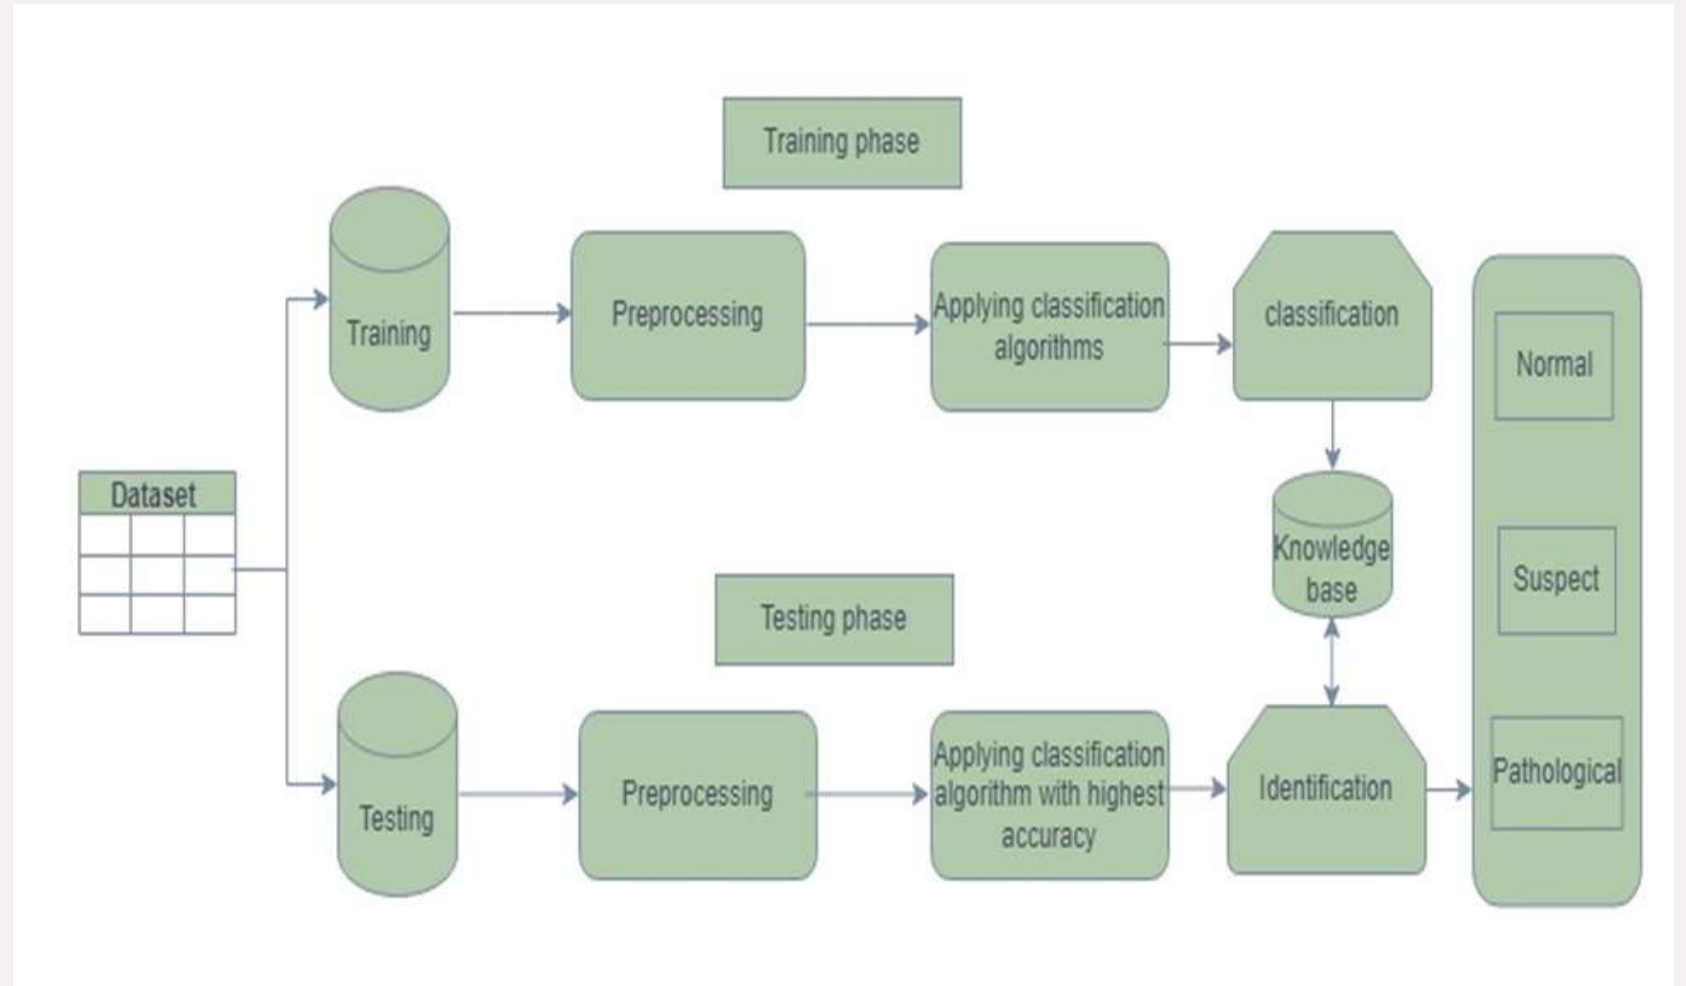 Training phase
Training
Preprocessing
Applying classification
algorithms
classification
Normal
Dataset
Knowledge
base
Suspect
Testing phase
Testing
Preprocessing
Applying classification
algorithm with highest
accuracy
Identification
Pathological